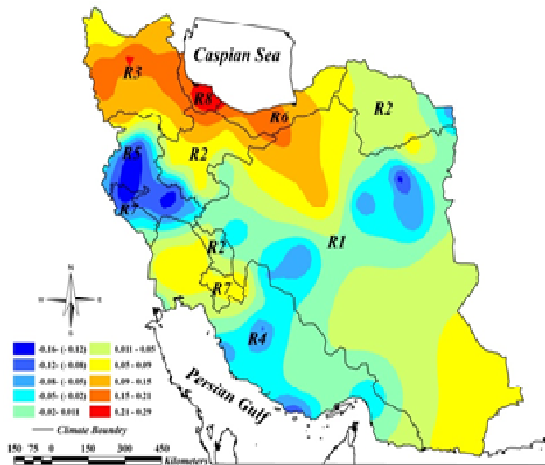 Caspian Sea
R3
R8
R6
R2
R5
R2
R7
R2
R1
R7
R4
Persian Gulf
N
E
S
-0.16- (- 0.12)
0.011 - 0.05
-0.12- (- 0.08)
0.05 - 0.09
-0.08 - (-0.05)
0.09 - 0.15
-0.05- (- 0.02)
0.15 - 0.21
-0.02- 0.011
0.21 - 0.29
Climate Boundey
150 75 0 150 300 450
Kilometers